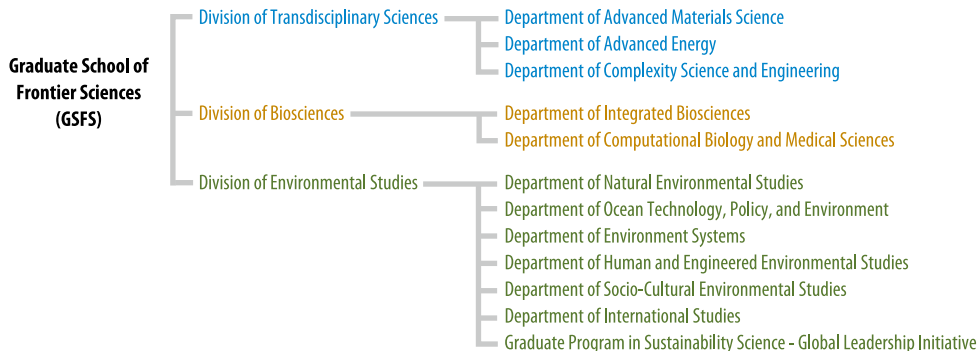 Graduate School of
Frontier Sciences
(GSFS)
Division of Transdisciplinary Sciences
Department of Advanced Materials Science
Department of Advanced Energy
Department of Complexity Science and Engineering
Division of Biosciences
Department of Integrated Biosciences
Department of Computational Biology and Medical Sciences
Division of Environmental Studies
Department of Natural Environmental Studies
Department of Ocean Technology, Policy, and Environment
Department of Environment Systems
Department of Human and Engineered Environmental Studies
Department of Socio-Cultural Environmental Studies
Department of International Studies
Graduate Program in Sustainability Science - Global Leadership Initiative